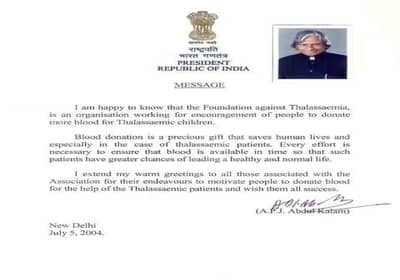 राष्ट्रपति
भारत गणतंत्र
PRESIDENT
REPUBLIC OF INDIA
MESSAGE
I am happy to know that the Foundation against Thalassaemia,
is an organisation working for encouragement of people to donate
more blood for Thalassaemic children.
Blood donation is a precious gift that saves human lives and
especially in the case of thalassaemic patients. Every effort is
necessary to ensure that blood is available in time so that such
patients have greater chances of leading a healthy and normal life.
I extend my warm greetings to all those associated with the
Association for their endeavours to motivate people to donate blood
for the help of the Thalassaemic patients and wish them all success.
(A.P.J. Abdul Kalam)
New Delhi
July 5, 2004.